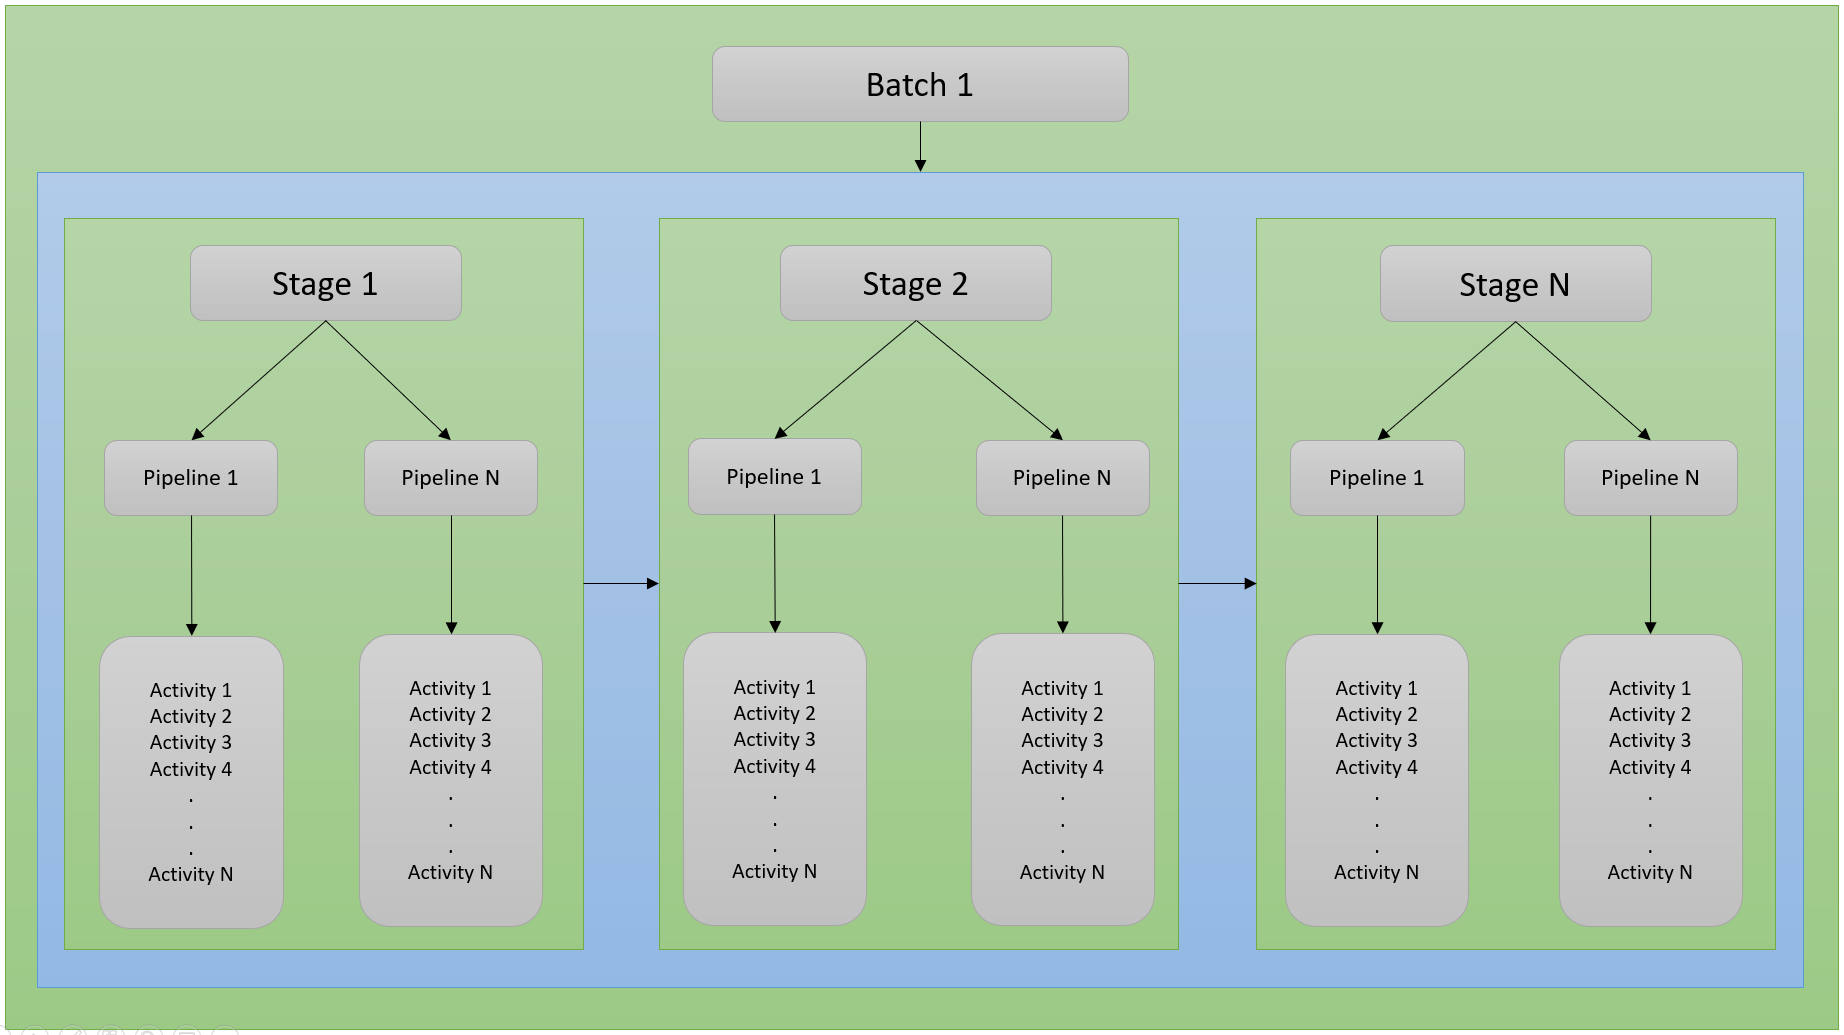 Batch 1
Stage 1
Stage 2
Stage N
Pipeline 1
Pipeline N
Pipeline 1
Pipeline N
Pipeline 1
Pipeline N
Activity 1
Activity 2
Activity 3
Activity 4
.
.
.
Activity N
Activity 1
Activity 2
Activity 3
Activity 4
.
.
.
Activity N
Activity 1
Activity 2
Activity 3
Activity 4
.
.
.
Activity N
Activity 1
Activity 2
Activity 3
Activity 4
.
.
.
Activity N
Activity 1
Activity 2
Activity 3
Activity 4
.
.
.
Activity N
Activity 1
Activity 2
Activity 3
Activity 4
.
.
.
Activity N